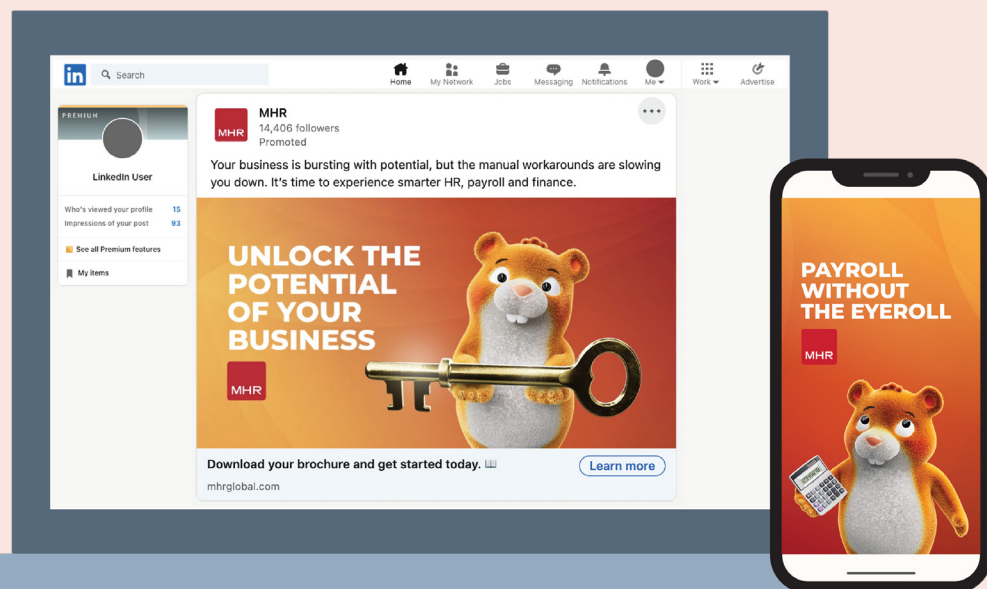 in
Search
Home
My Network
Jobs
Messaging
Notifications
Me
Work
Advertise
PREMIUM
LinkedIn User
Who's viewed your profile 15
Impressions of your post 93
See all Premium features
My items
MHR
MHR
14,406 followers
Promoted
Your business is bursting with potential, but the manual workarounds are slowing
you down. It's time to experience smarter HR, payroll and finance.
UNLOCK THE
POTENTIAL
OF YOUR
BUSINESS
MHR
Download your brochure and get started today.
mhrglobal.com
Learn more
PAYROLL
WITHOUT
THE EYEROLL
MHR